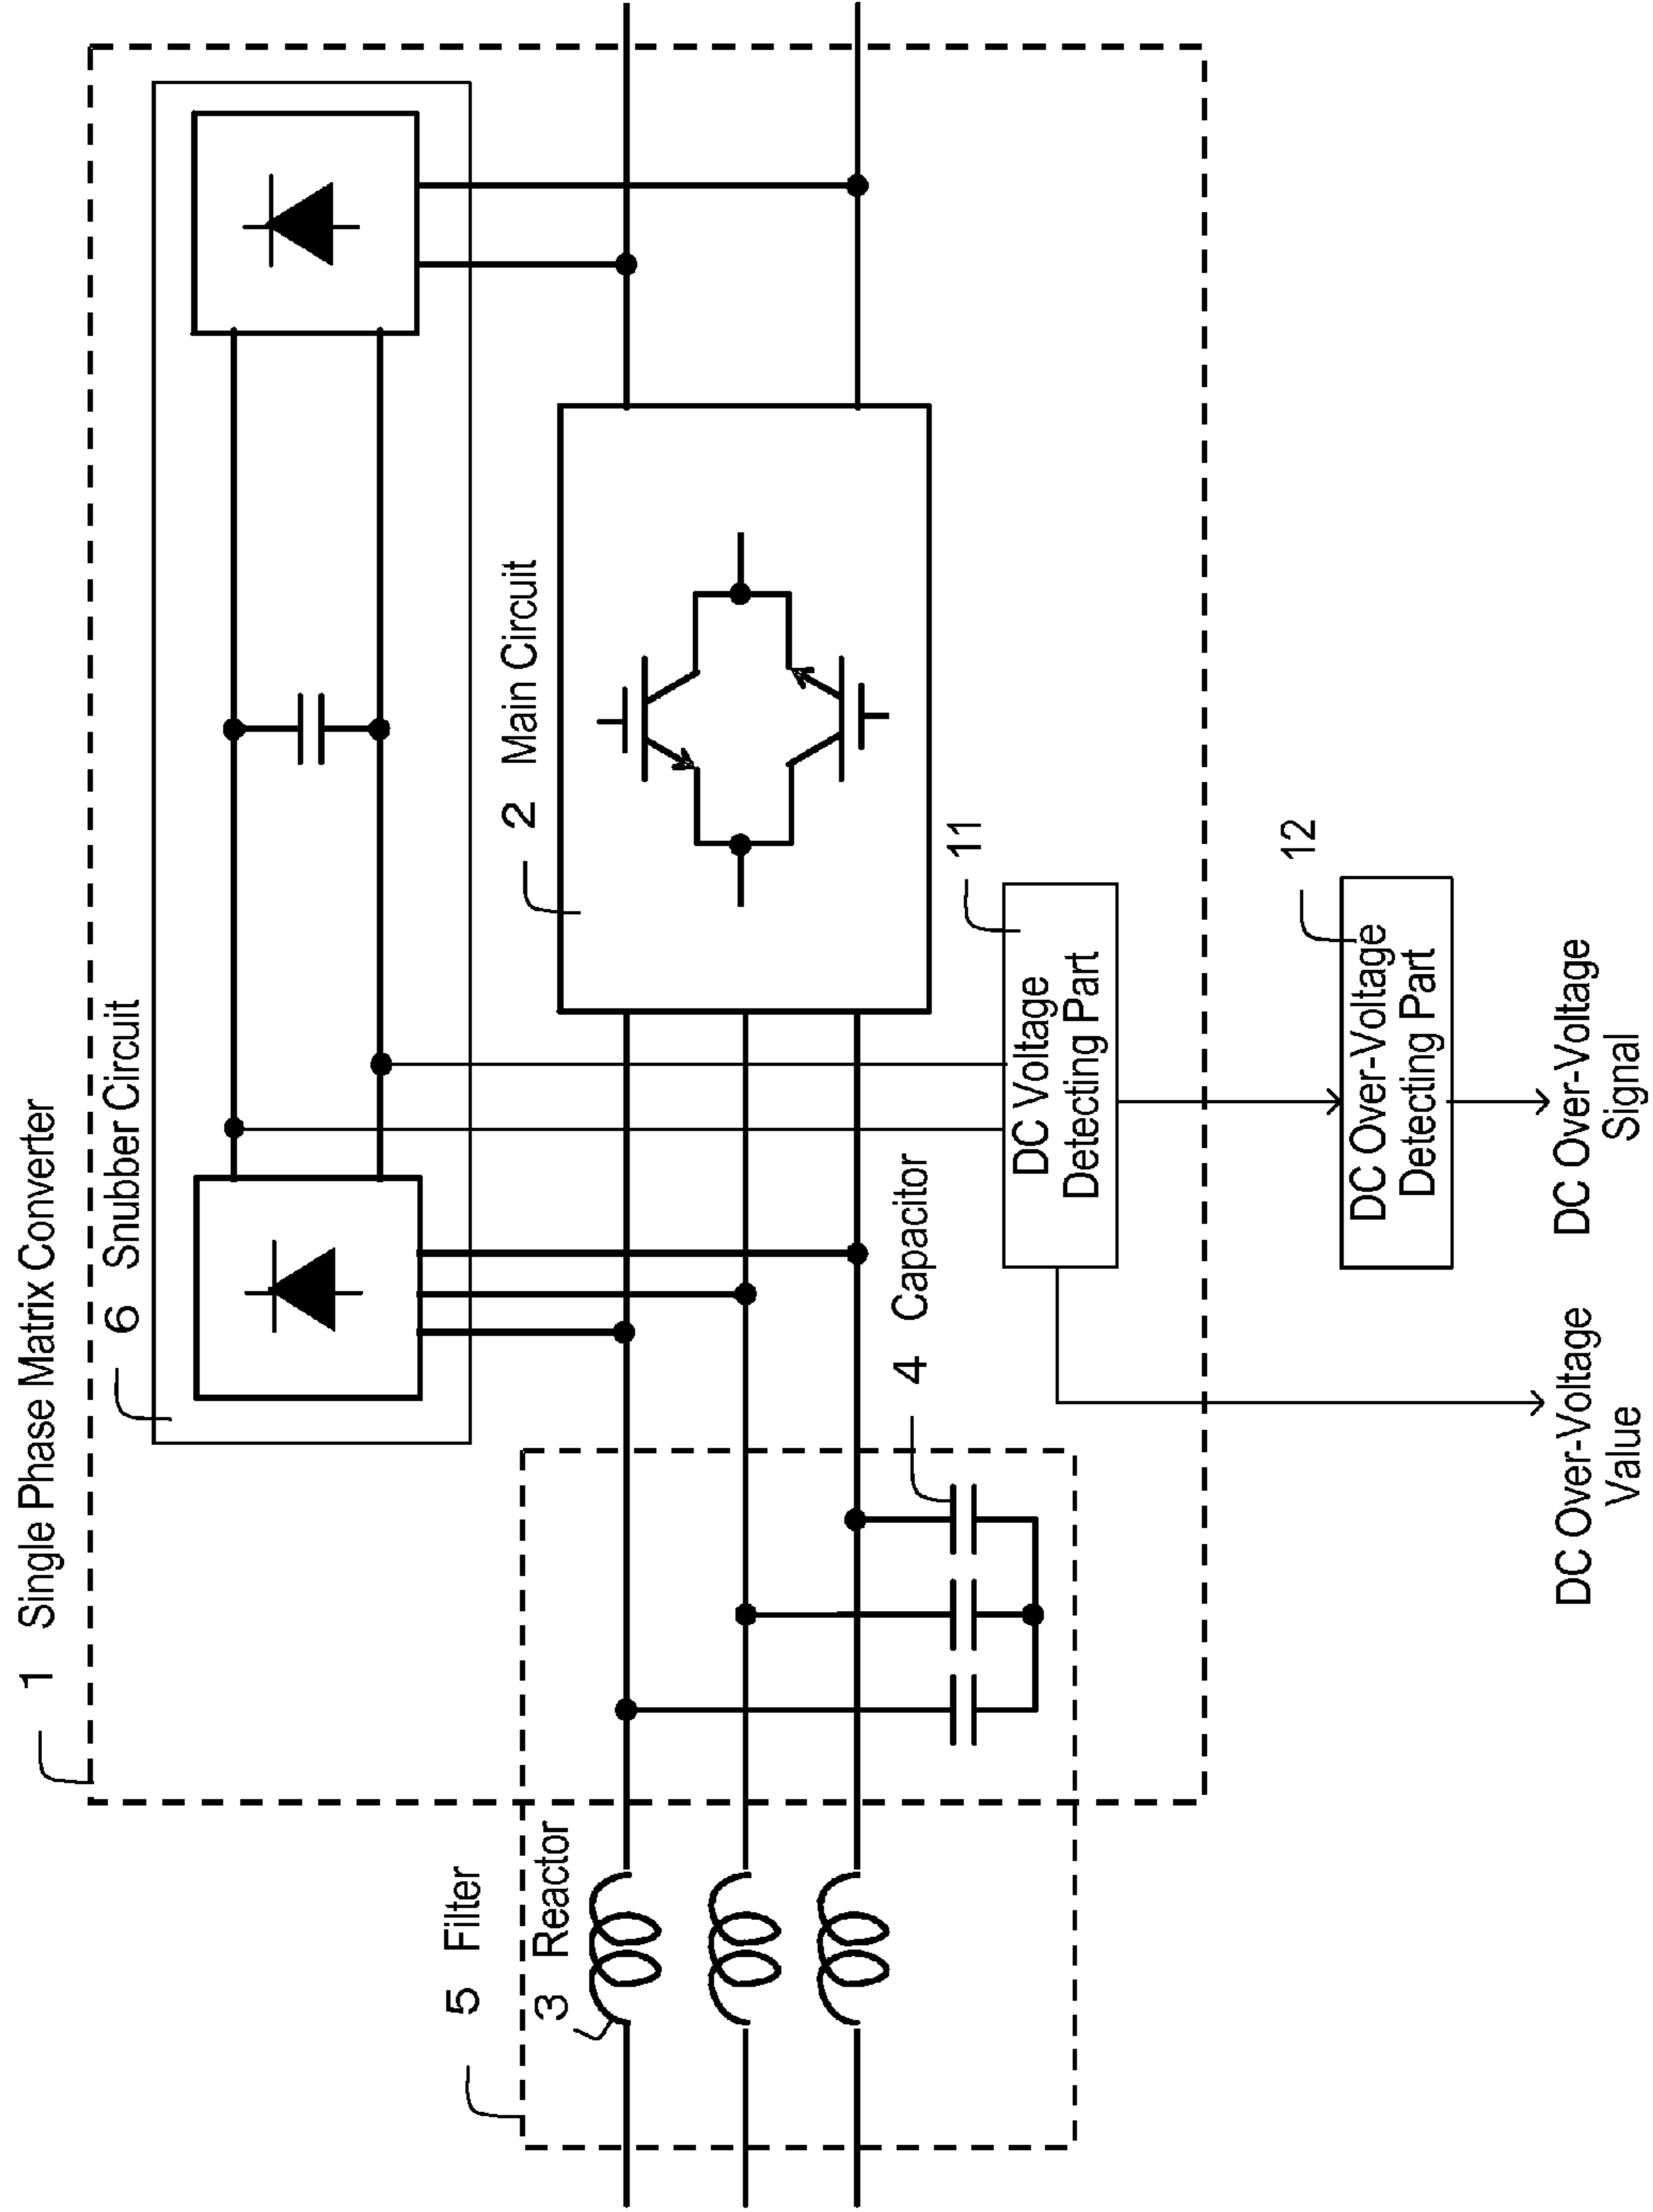 1 Single Phase Matrix Converter
6 Snubber Circuit
2 Main Circuit
5 Filter
3 Reactor
4 Capacitor
11
DC Voltage
Detecting Part
12
DC Over-Voltage
Detecting Part
DC Over-Voltage
Value
DC Over-Voltage
Signal